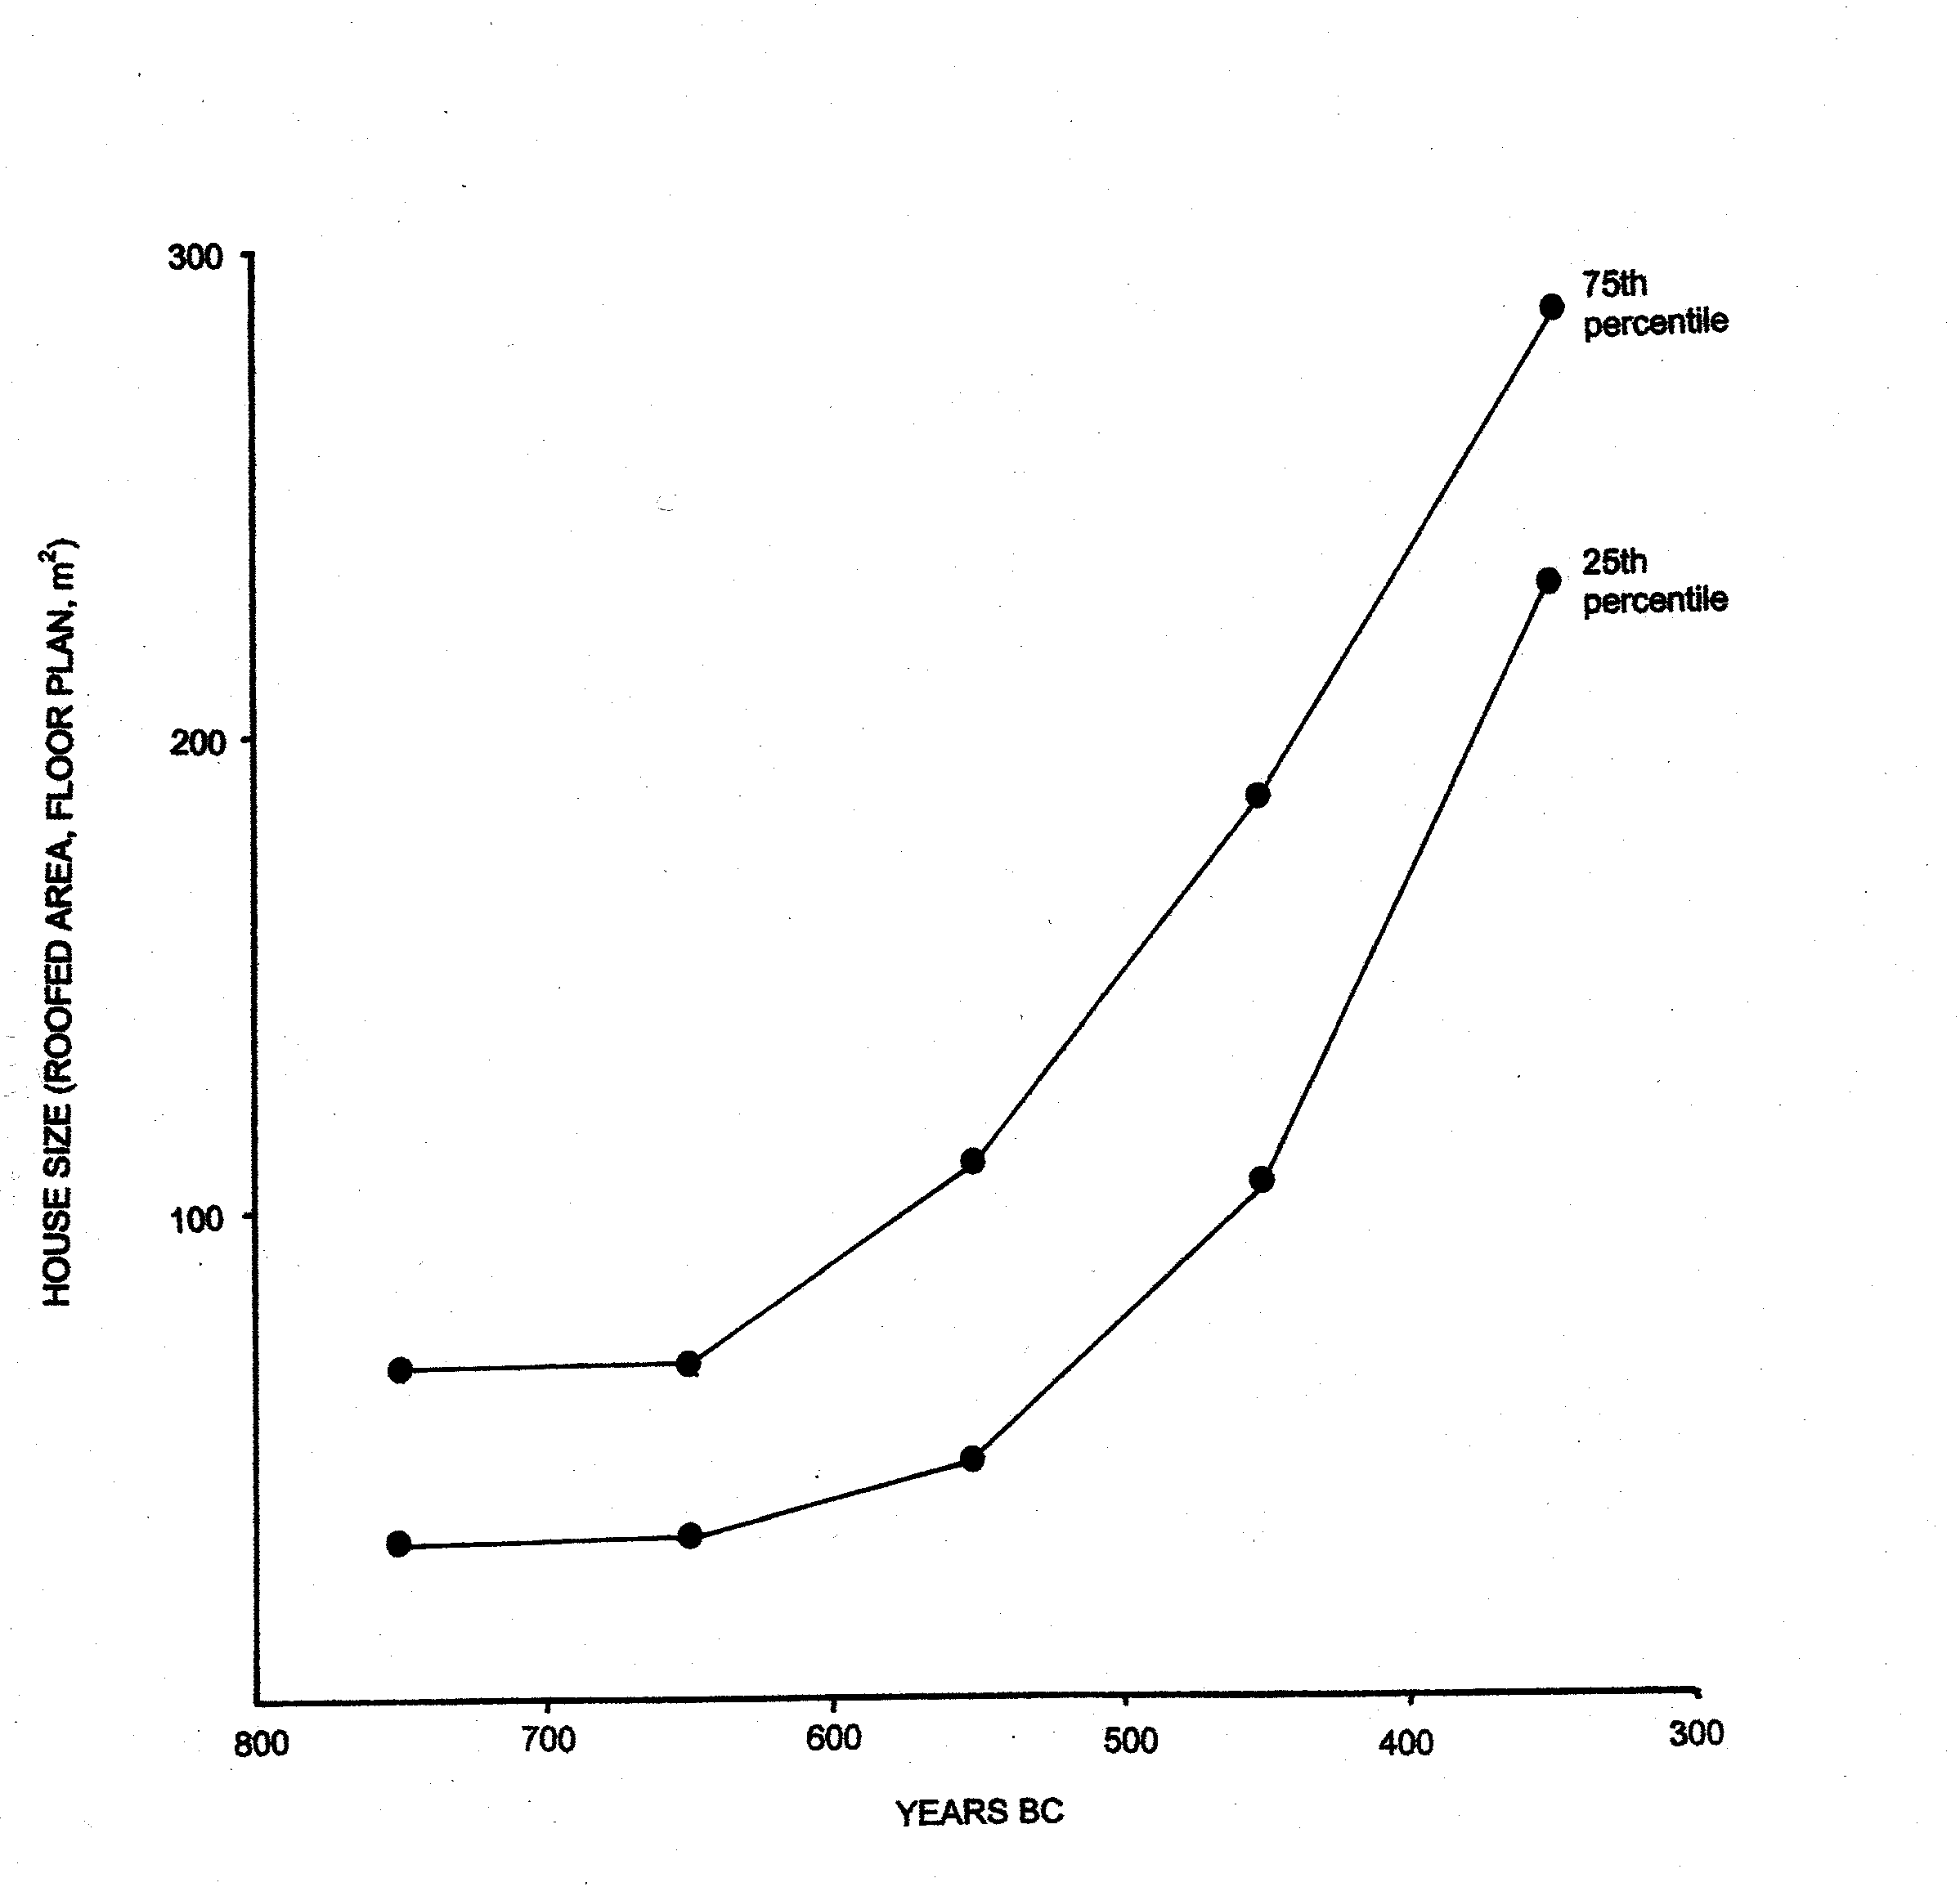 300
75th
percentile
25th
percentile
200
100
HOUSE SIZE (ROOFED AREA, FLOOR PLAN, m²)
800 700 600 500 400 300
YEARS BC